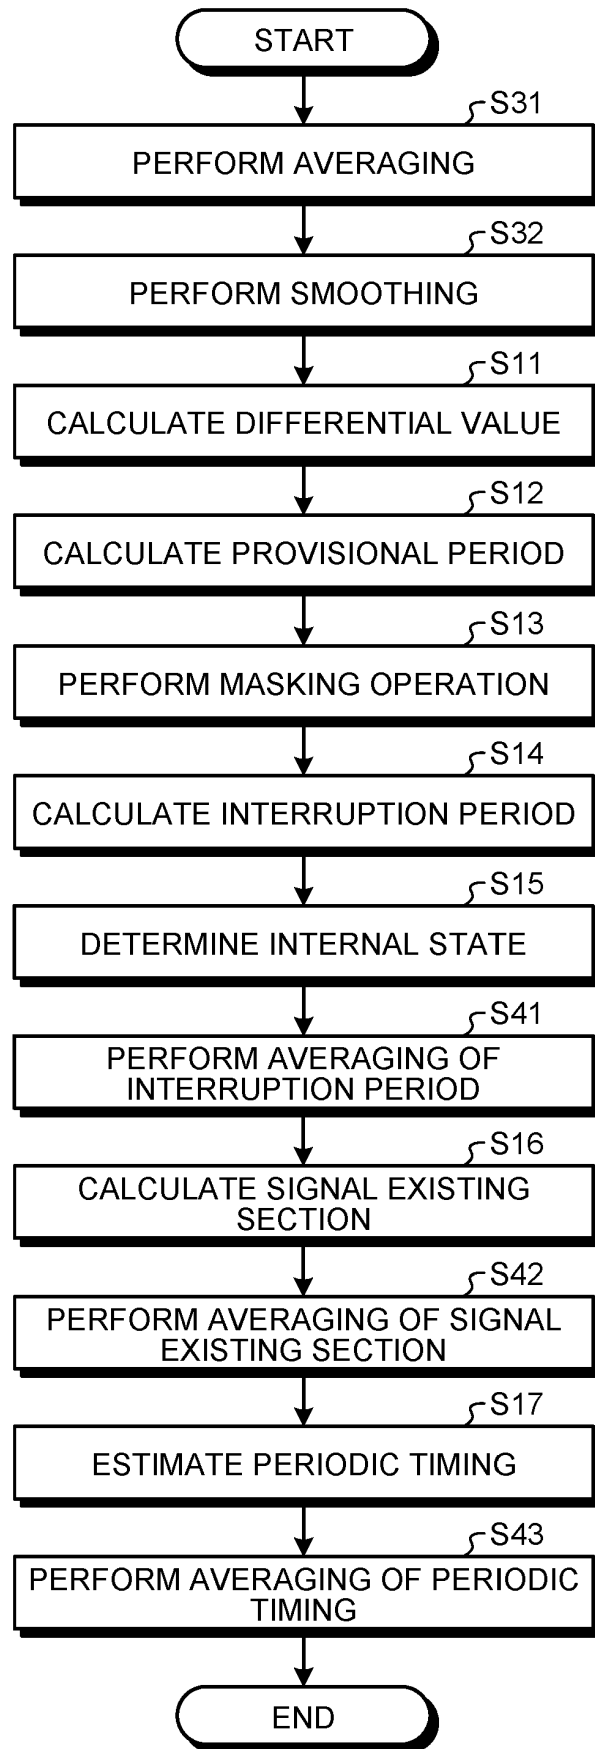 START
S31
PERFORM AVERAGING
S32
PERFORM SMOOTHING
S11
CALCULATE DIFFERENTIAL VALUE
S12
CALCULATE PROVISIONAL PERIOD
S13
PERFORM MASKING OPERATION
S14
CALCULATE INTERRUPTION PERIOD
S15
DETERMINE INTERNAL STATE
S41
PERFORM AVERAGING OF
INTERRUPTION PERIOD
S16
CALCULATE SIGNAL EXISTING
SECTION
S42
PERFORM AVERAGING OF SIGNAL
EXISTING SECTION
S17
ESTIMATE PERIODIC TIMING
S43
PERFORM AVERAGING OF PERIODIC
TIMING
END